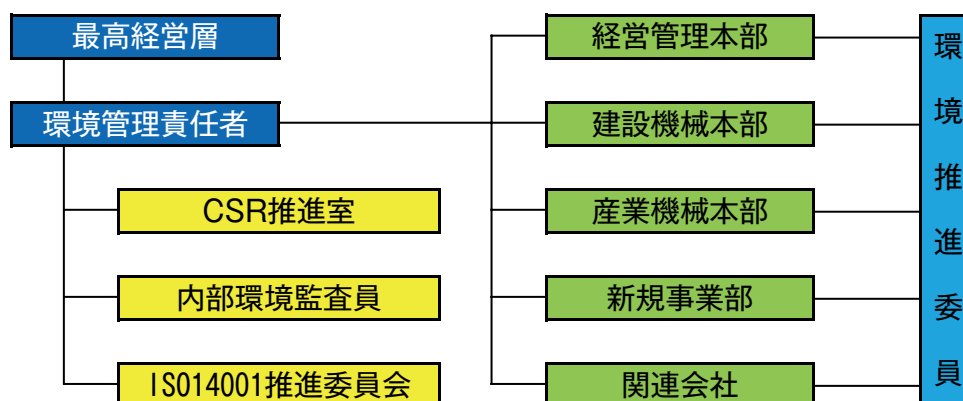 最高経営層
環境管理責任者
CSR推進室
内部環境監査員
ISO14001推進委員会
経営管理本部
建設機械本部
産業機械本部
新規事業部
関連会社
環境推進委員